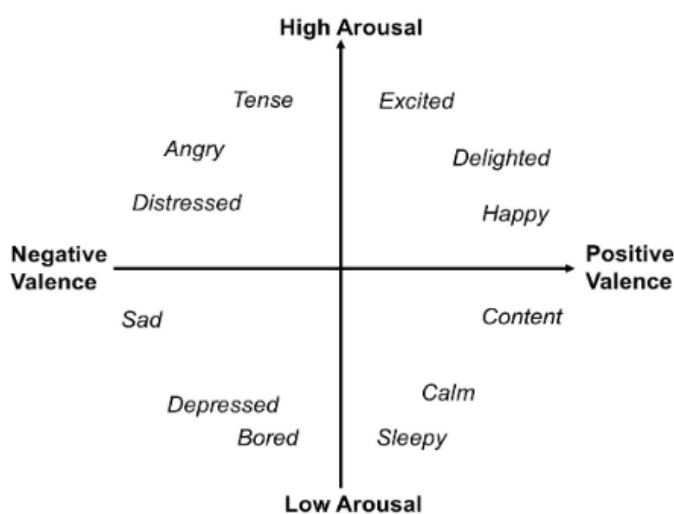 High Arousal
Tense
Excited
Angry
Delighted
Distressed
Happy
Negative
Valence
Positive
Valence
Sad
Content
Calm
Depressed
Bored
Sleepy
Low Arousal